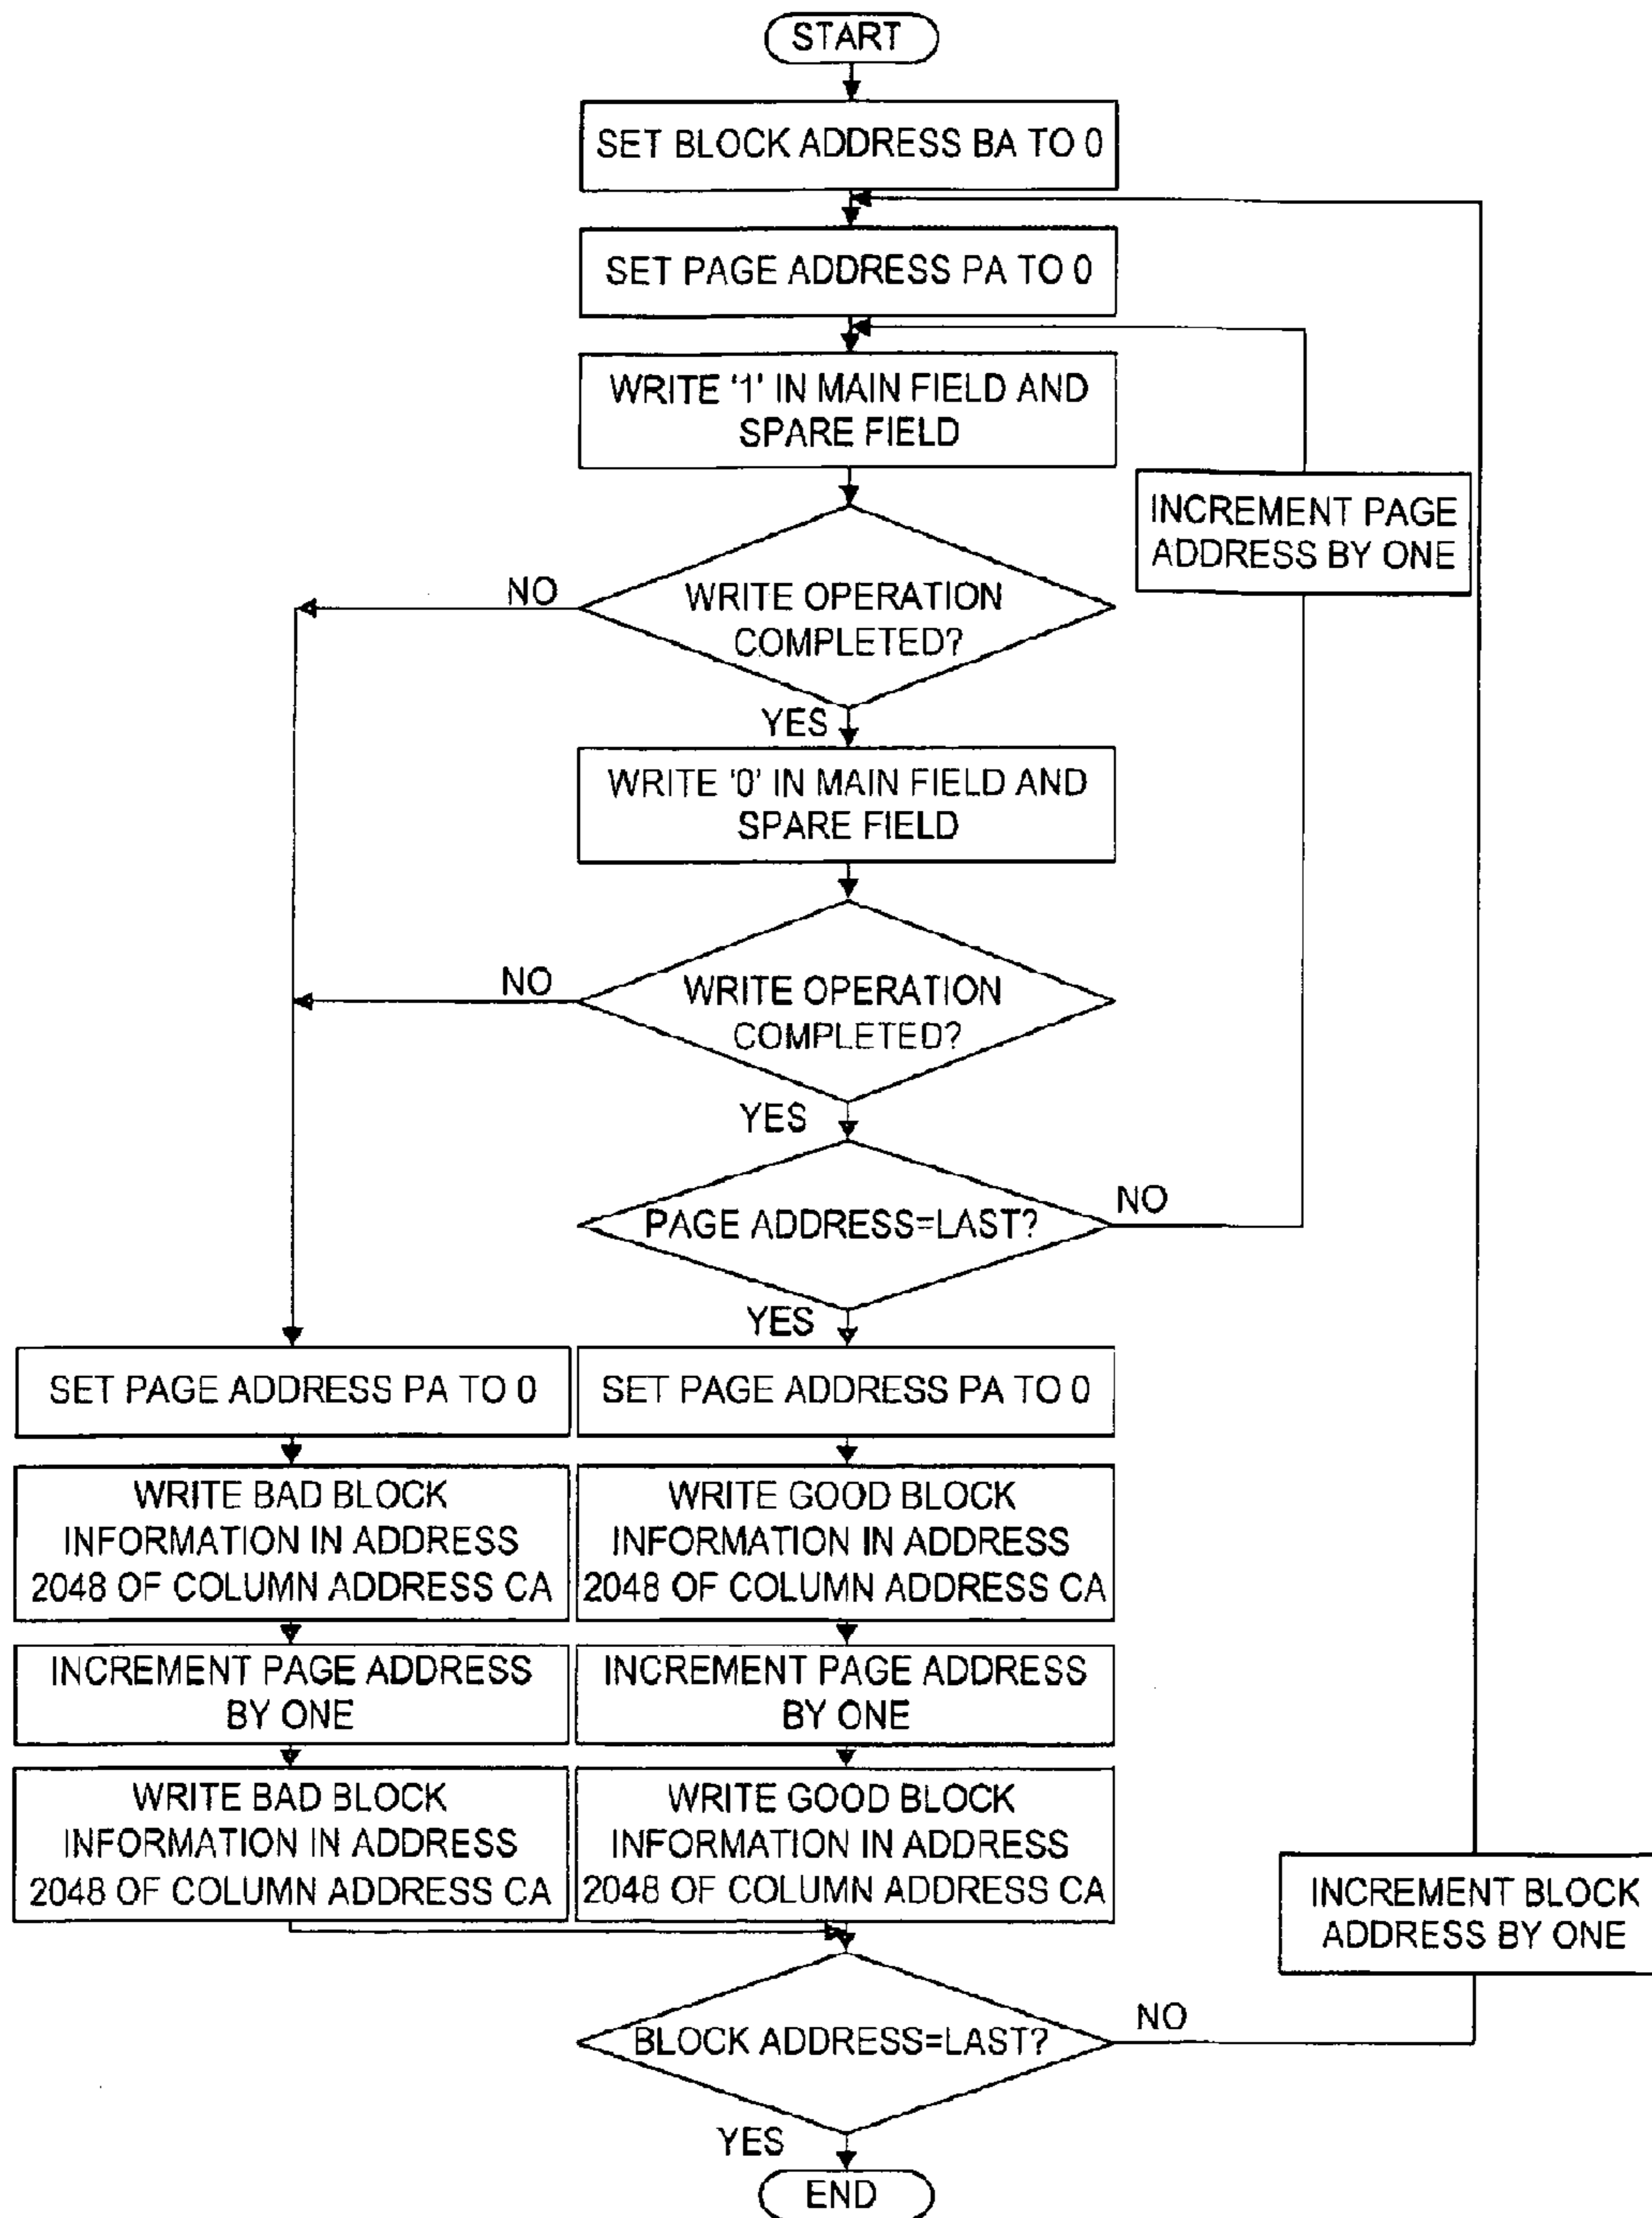 START
SET BLOCK ADDRESS BA TO 0
SET PAGE ADDRESS PA TO 0
WRITE '1' IN MAIN FIELD AND
SPARE FIELD
INCREMENT PAGE
ADDRESS BY ONE
NO
WRITE OPERATION
COMPLETED?
YES
WRITE '0' IN MAIN FIELD AND
SPARE FIELD
NO
WRITE OPERATION
COMPLETED?
YES
PAGE ADDRESS=LAST?
NO
YES
SET PAGE ADDRESS PA TO 0
SET PAGE ADDRESS PA TO 0
WRITE BAD BLOCK
INFORMATION IN ADDRESS
2048 OF COLUMN ADDRESS CA
WRITE GOOD BLOCK
INFORMATION IN ADDRESS
2048 OF COLUMN ADDRESS CA
INCREMENT PAGE ADDRESS
BY ONE
INCREMENT PAGE ADDRESS
BY ONE
WRITE BAD BLOCK
INFORMATION IN ADDRESS
2048 OF COLUMN ADDRESS CA
WRITE GOOD BLOCK
INFORMATION IN ADDRESS
2048 OF COLUMN ADDRESS CA
INCREMENT BLOCK
ADDRESS BY ONE
BLOCK ADDRESS=LAST?
NO
YES
END